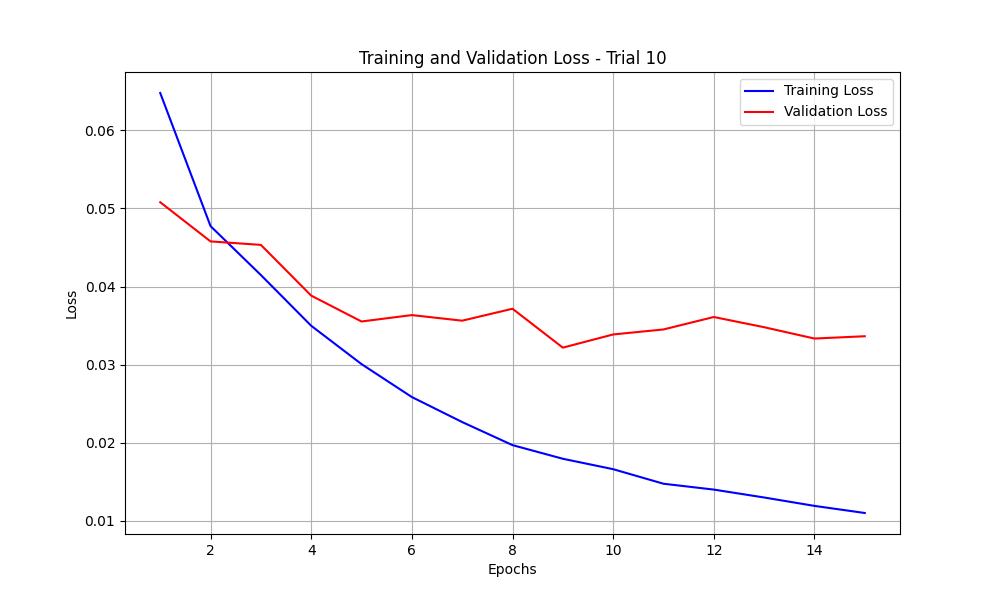 Training and Validation Loss - Trial 10
Training Loss
Validation Loss
0.06
0.05
0.04
0.03
0.02
0.01
Loss
2 4 6 8 10 12 14
Epochs